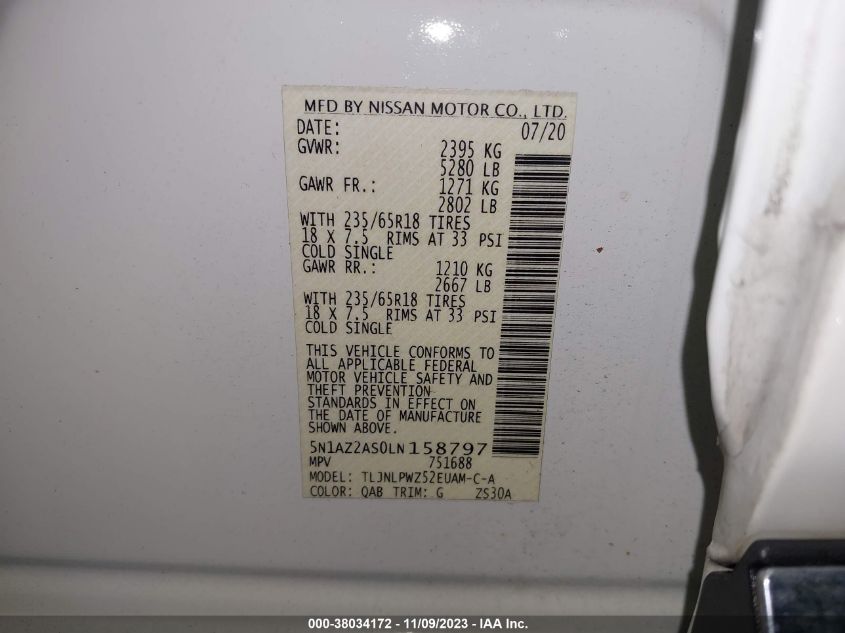 MFD BY NISSAN MOTOR CO., LTD.
DATE: 07/20
GVWR: 2395 KG
5280 LB
GAWR FR.: 1271 KG
2802 LB
WITH 235/65R18 TIRES
18 X 7.5 RIMS AT 33 PSI
COLD SINGLE
GAWR RR.: 1210 KG
2667 LB
WITH 235/65R18 TIRES
18 X 7.5 RIMS AT 33 PSI
COLD SINGLE
THIS VEHICLE CONFORMS TO
ALL APPLICABLE FEDERAL
MOTOR VEHICLE SAFETY AND
THEFT PREVENTION
STANDARDS IN EFFECT ON
THE DATE OF MANUFACTURE
SHOWN ABOVE.
5N1AZ2AS0LN158797
MPV 751688
MODEL: TLJNLPWZ52EUAM-C-A
COLOR: QAB TRIM: G ZS30A
000-38034172 - 11/09/2023 - IAA Inc.